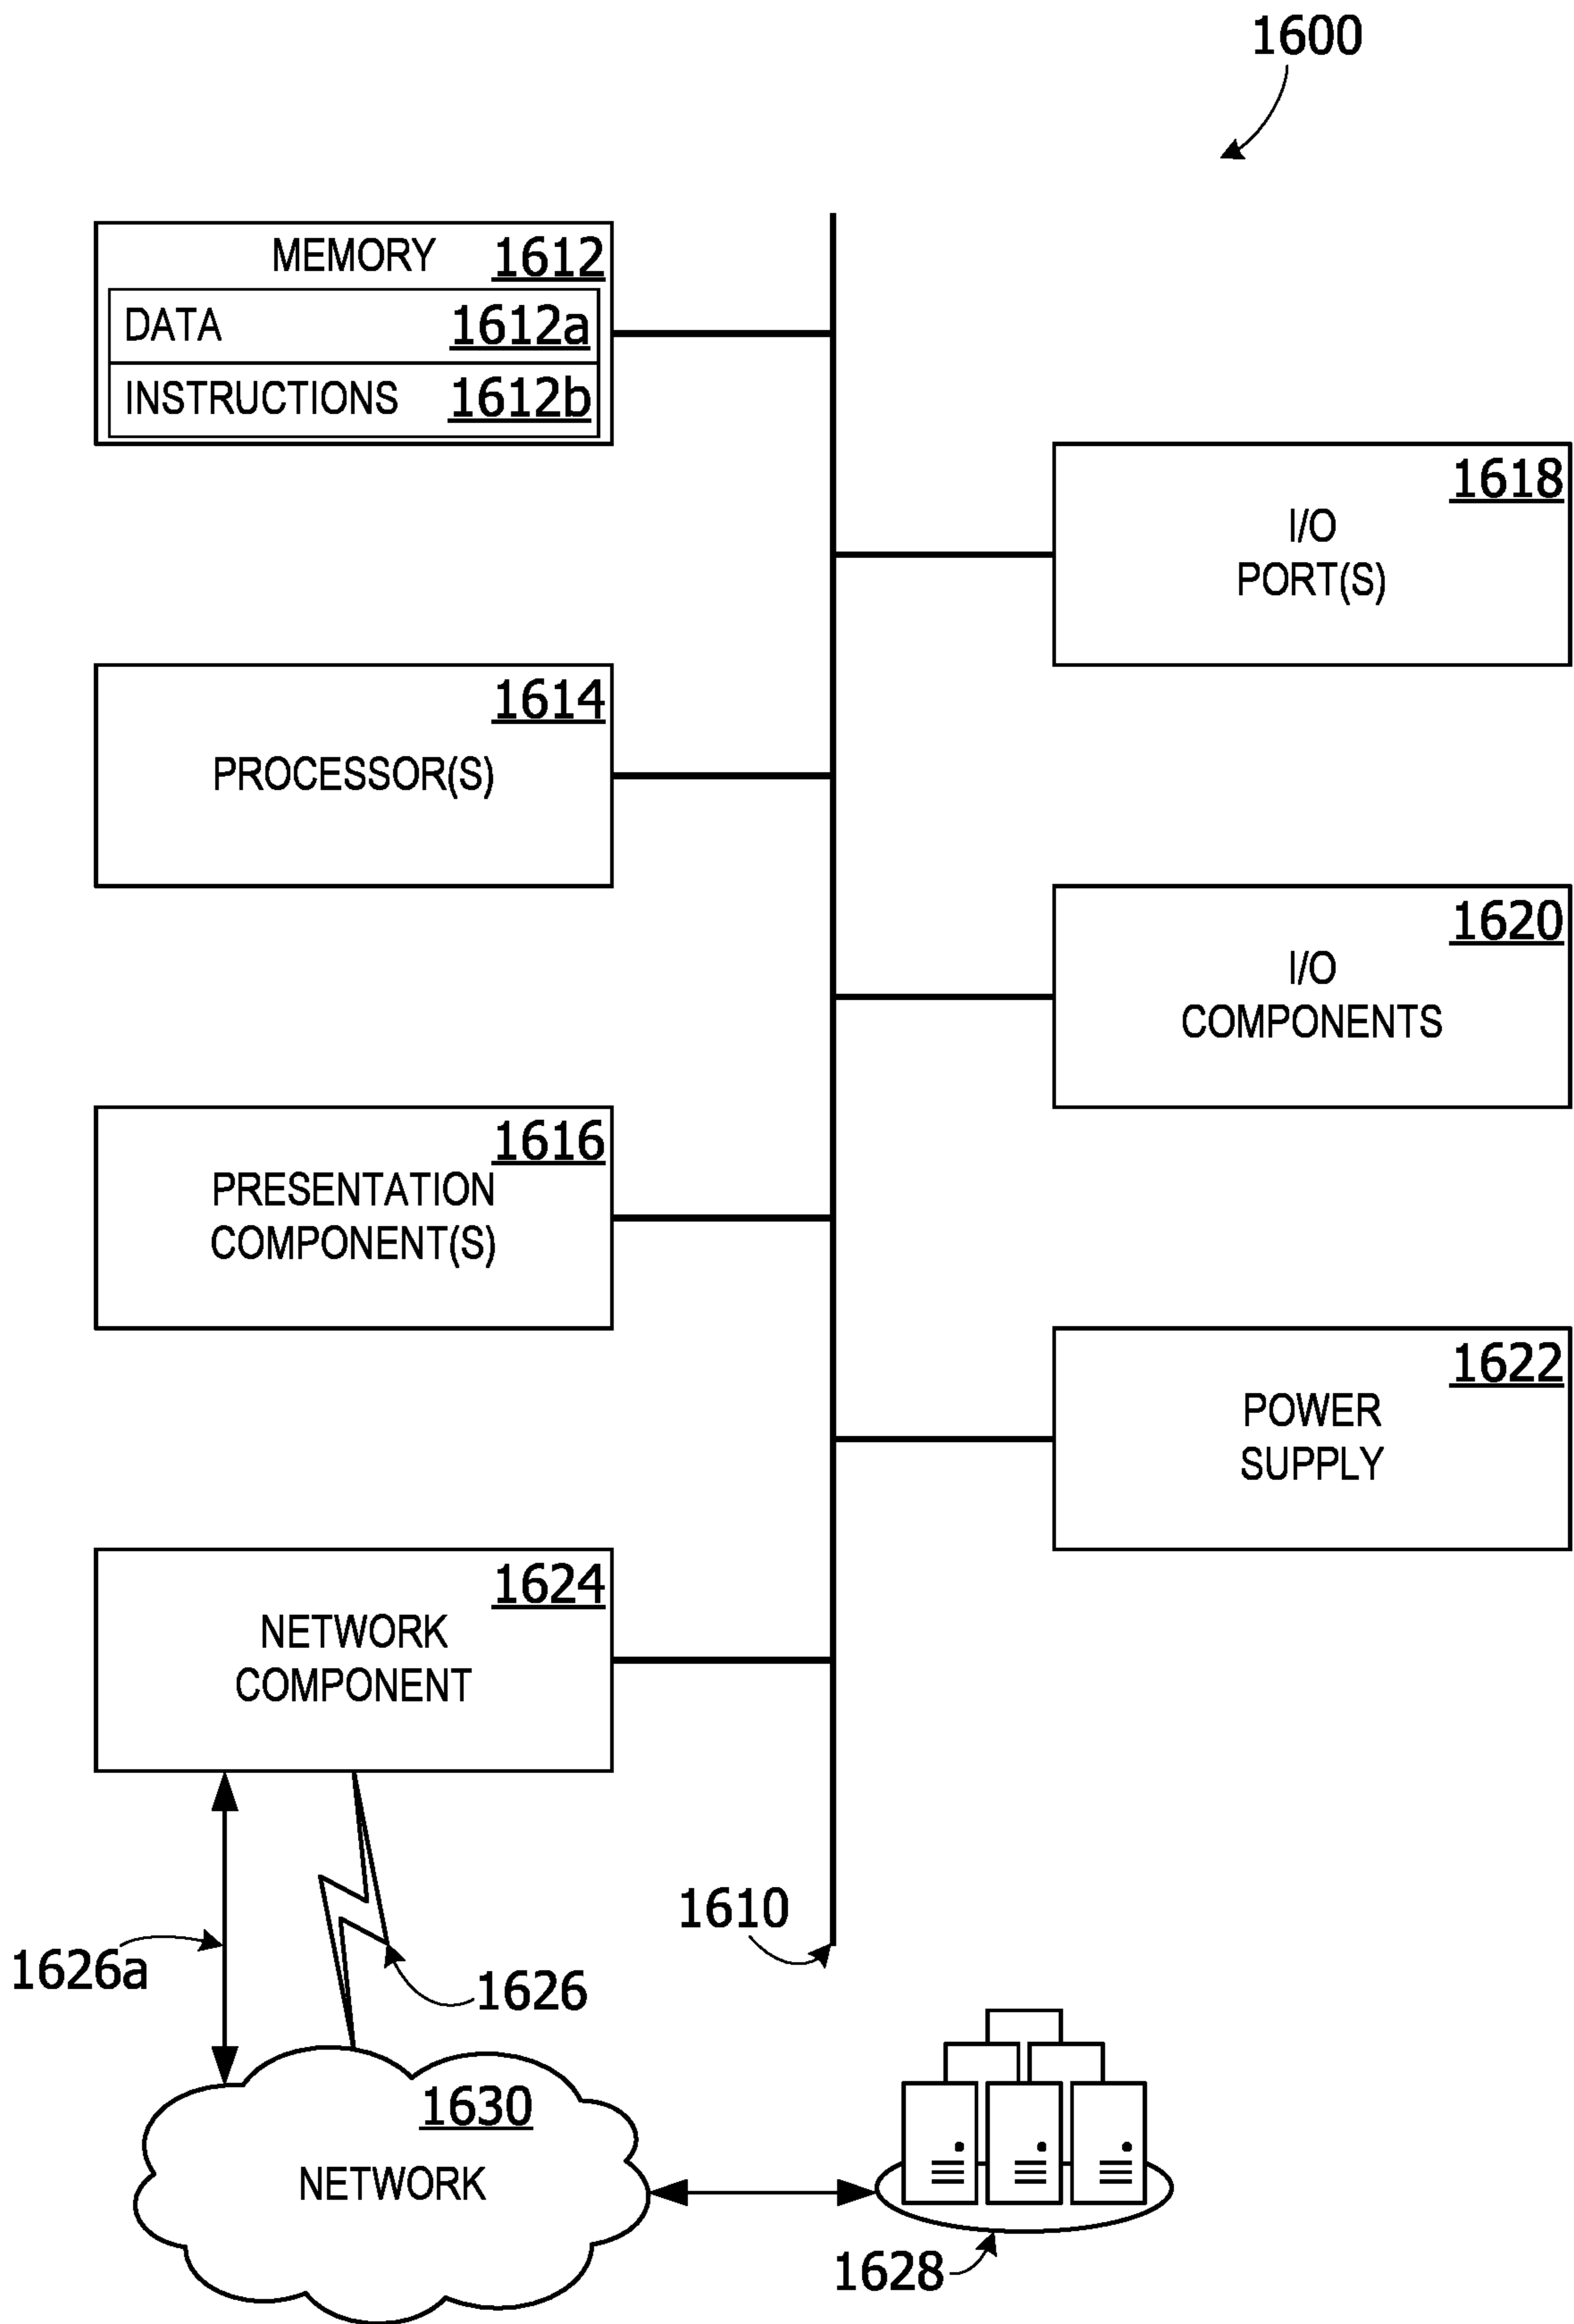 1600
MEMORY 1612
DATA 1612a
INSTRUCTIONS 1612b
1618
I/O
PORT(S)
1614
PROCESSOR(S)
1620
I/O
COMPONENTS
1616
PRESENTATION
COMPONENT(S)
1622
POWER
SUPPLY
1624
NETWORK
COMPONENT
1610
1626a
1626
1630
NETWORK
1628